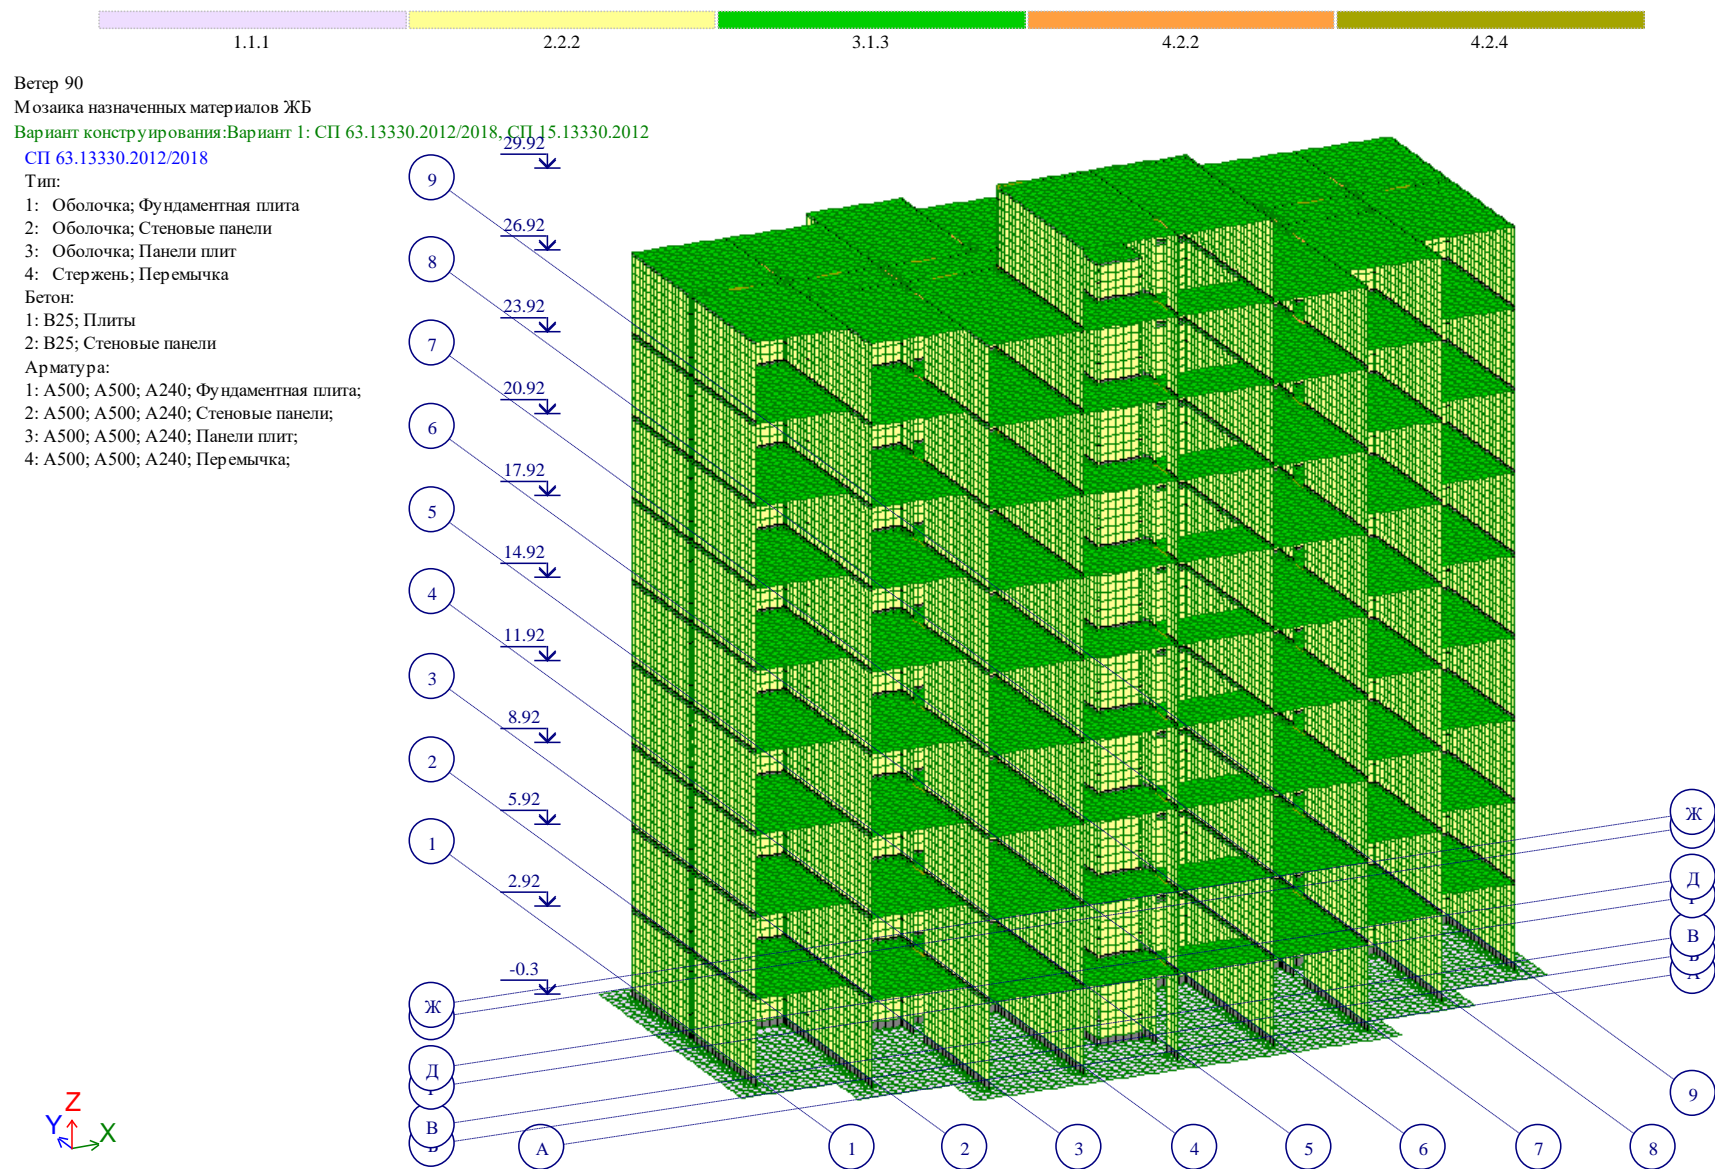 1.1.1
2.2.2
3.1.3
4.2.2
4.2.4
Ветер 90
Мозаика назначенных материалов ЖБ
Вариант конструирования:Вариант 1: СП 63.13330.2012/2018, СП 15.13330.2012
СП 63.13330.2012/2018
Тип:
1: Оболочка; Фундаментная плита
2: Оболочка; Стеновые панели
3: Оболочка; Панели плит
4: Стержень; Перемычка
Бетон:
1: B25; Плиты
2: B25; Стеновые панели
Арматура:
1: A500; A500; A240; Фундаментная плита;
2: A500; A500; A240; Стеновые панели;
3: A500; A500; A240; Панели плит;
4: A500; A500; A240; Перемычка;
29.92
26.92
23.92
20.92
17.92
14.92
11.92
8.92
5.92
2.92
-0.3
9
8
7
6
5
4
3
2
1
Ж
Д
В
Ж
Д
В
А
1
2
3
4
5
6
7
8
9
Z
Y
X